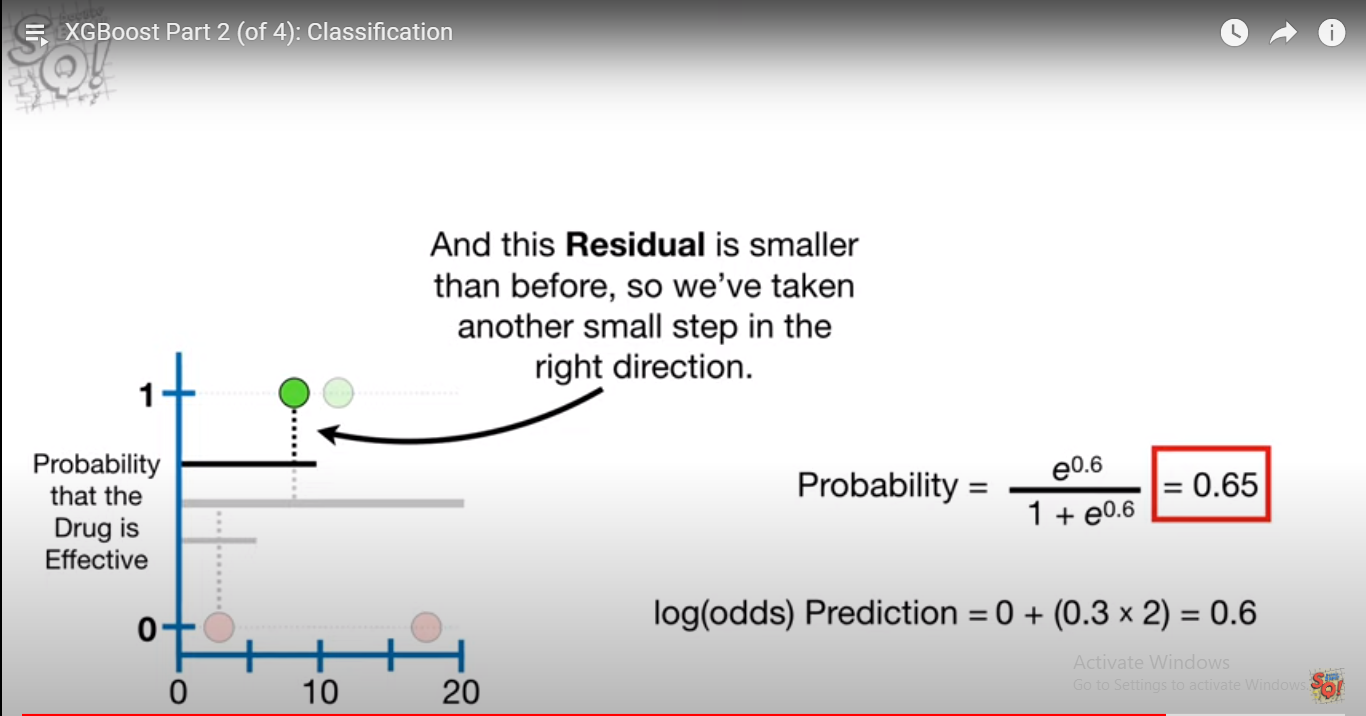 XGBoost Part 2 (of 4): Classification
And this Residual is smaller
than before, so we've taken
another small step in the
right direction.
1
Probability
that the
Drug is
Effective
0
0 10 20
Probability = e^0.6 / 1 + e^0.6 = 0.65
log(odds) Prediction = 0 + (0.3 × 2) = 0.6
Activate Windows
Go to Settings to activate Windows.
SQ!